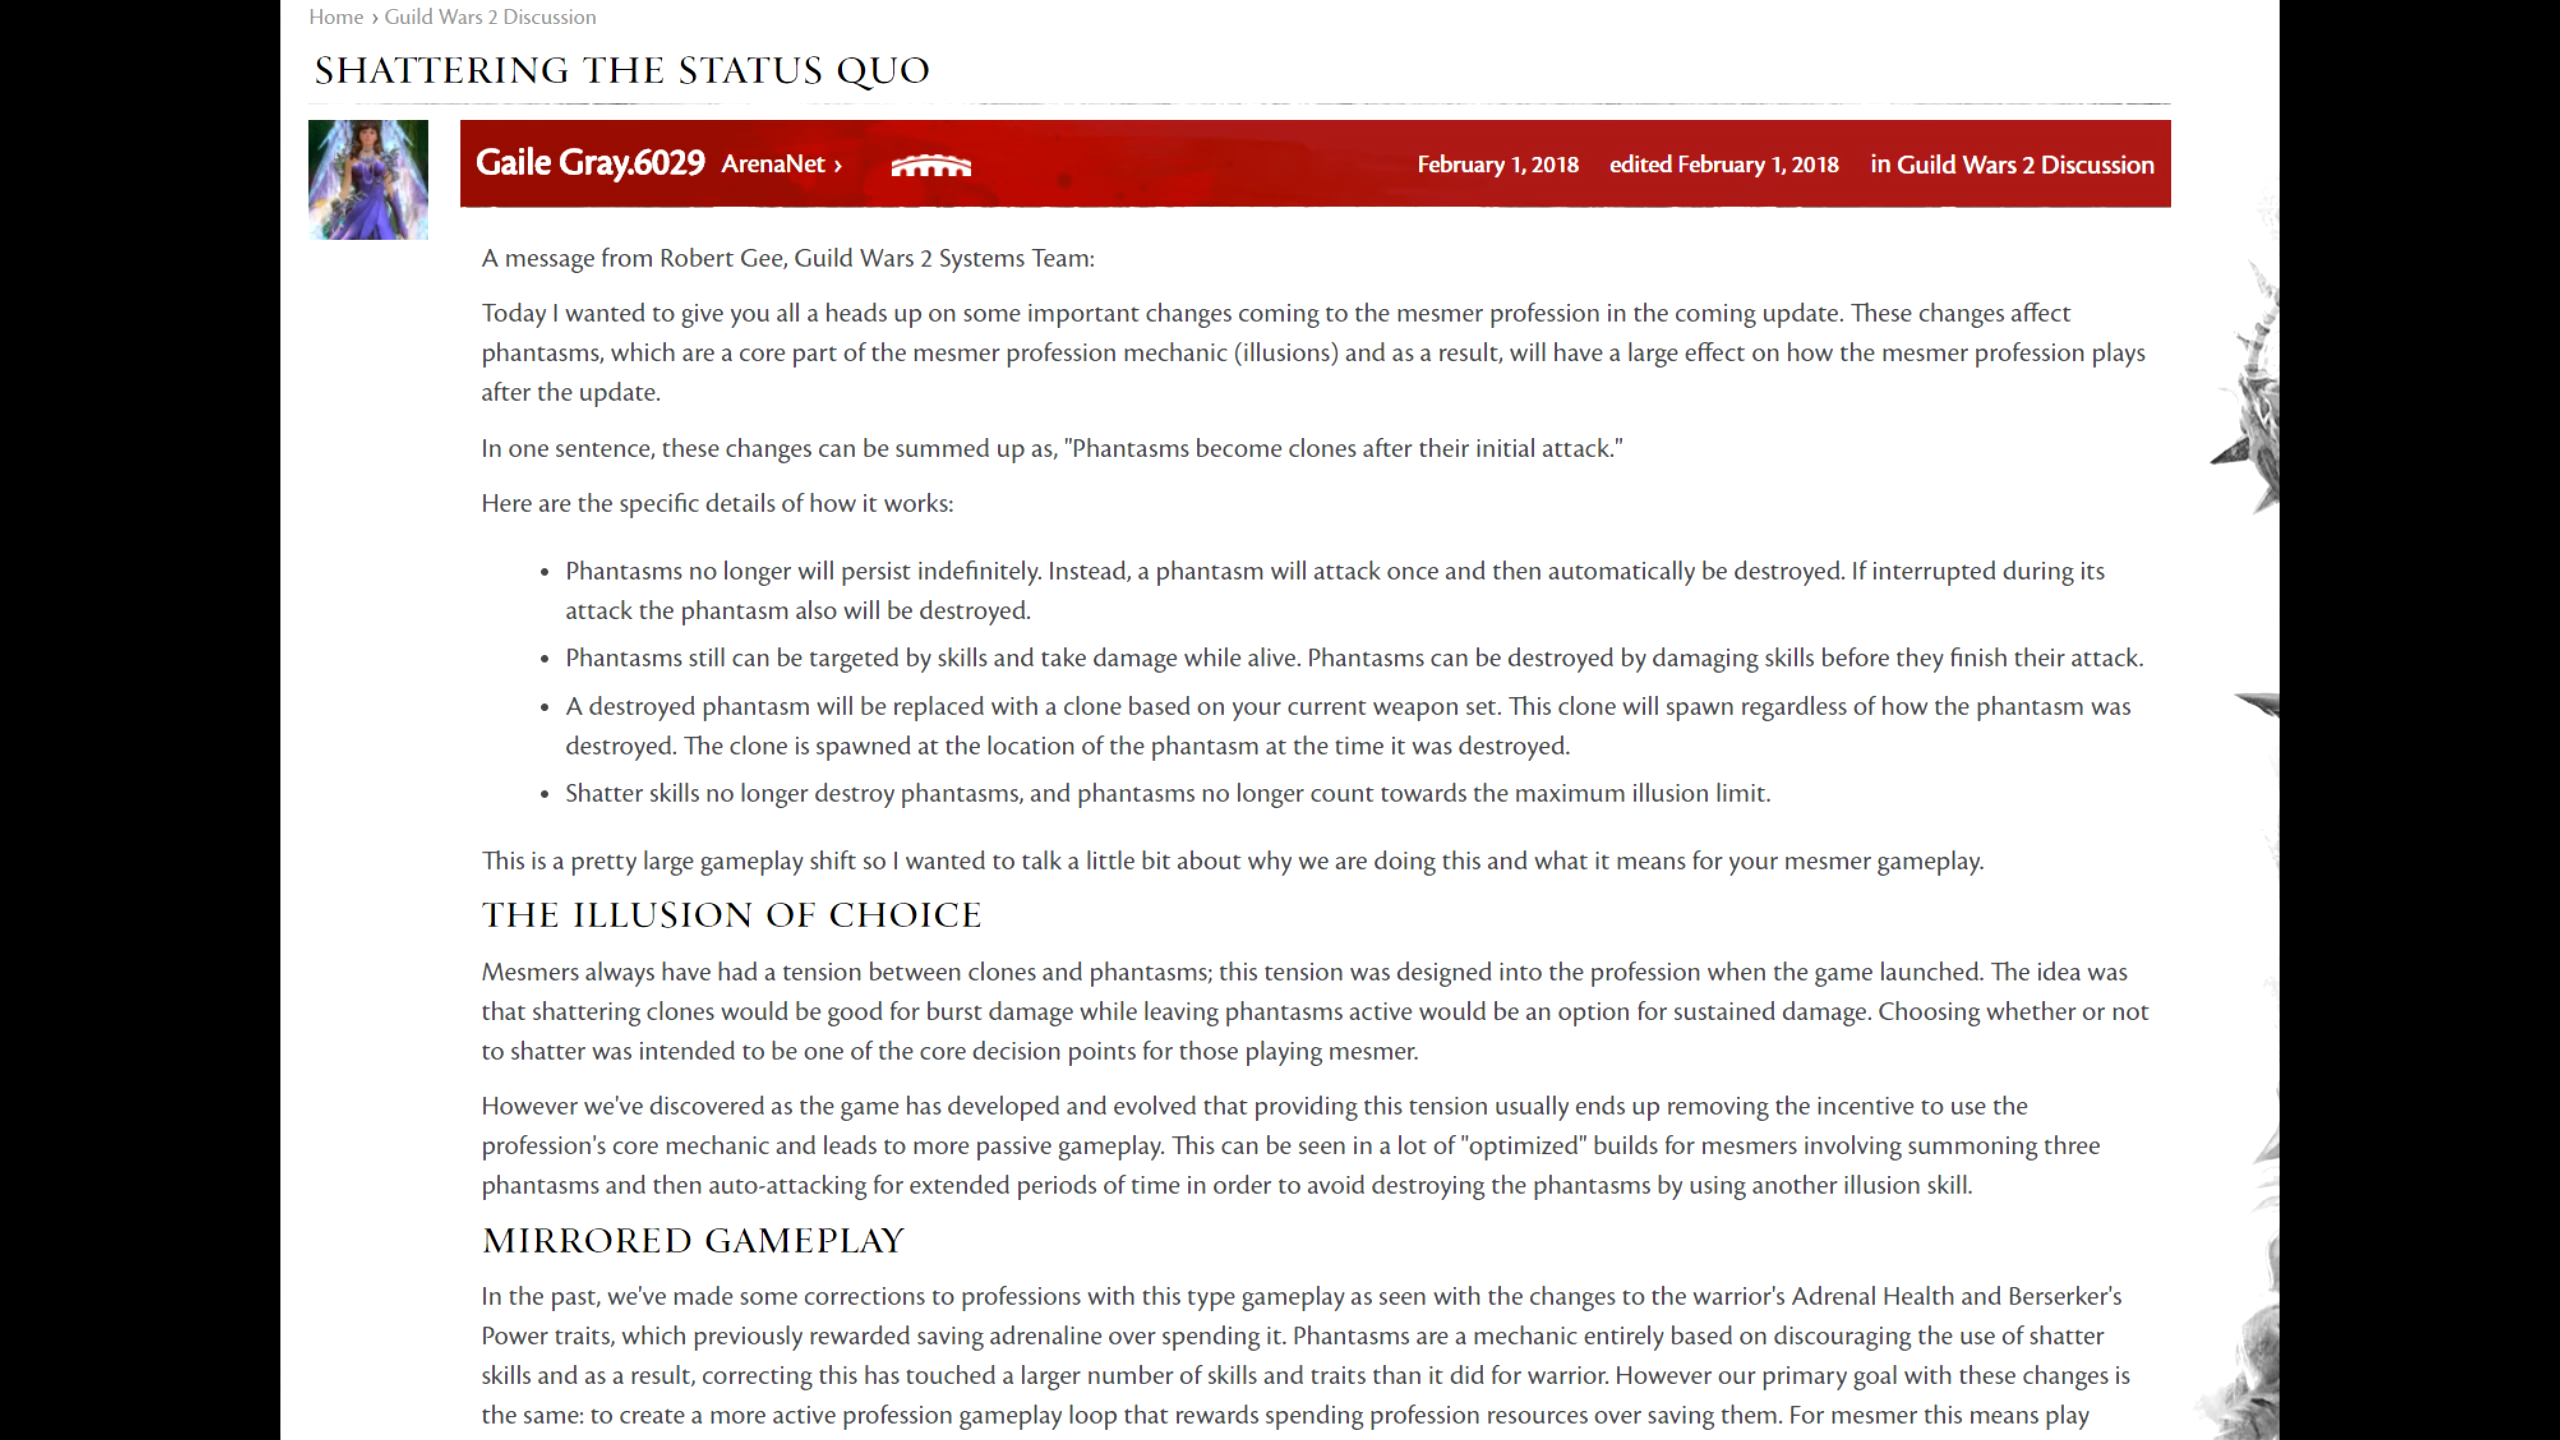 Home › Guild Wars 2 Discussion
SHATTERING THE STATUS QUO
Gaile Gray.6029 ArenaNet › February 1, 2018 edited February 1, 2018 in Guild Wars 2 Discussion
A message from Robert Gee, Guild Wars 2 Systems Team:
Today I wanted to give you all a heads up on some important changes coming to the mesmer profession in the coming update. These changes affect
phantasms, which are a core part of the mesmer profession mechanic (illusions) and as a result, will have a large effect on how the mesmer profession plays
after the update.
In one sentence, these changes can be summed up as, "Phantasms become clones after their initial attack."
Here are the specific details of how it works:
• Phantasms no longer will persist indefinitely. Instead, a phantasm will attack once and then automatically be destroyed. If interrupted during its
attack the phantasm also will be destroyed.
• Phantasms still can be targeted by skills and take damage while alive. Phantasms can be destroyed by damaging skills before they finish their attack.
• A destroyed phantasm will be replaced with a clone based on your current weapon set. This clone will spawn regardless of how the phantasm was
destroyed. The clone is spawned at the location of the phantasm at the time it was destroyed.
• Shatter skills no longer destroy phantasms, and phantasms no longer count towards the maximum illusion limit.
This is a pretty large gameplay shift so I wanted to talk a little bit about why we are doing this and what it means for your mesmer gameplay.
THE ILLUSION OF CHOICE
Mesmers always have had a tension between clones and phantasms; this tension was designed into the profession when the game launched. The idea was
that shattering clones would be good for burst damage while leaving phantasms active would be an option for sustained damage. Choosing whether or not
to shatter was intended to be one of the core decision points for those playing mesmer.
However we've discovered as the game has developed and evolved that providing this tension usually ends up removing the incentive to use the
profession's core mechanic and leads to more passive gameplay. This can be seen in a lot of "optimized" builds for mesmers involving summoning three
phantasms and then auto-attacking for extended periods of time in order to avoid destroying the phantasms by using another illusion skill.
MIRRORED GAMEPLAY
In the past, we've made some corrections to professions with this type gameplay as seen with the changes to the warrior's Adrenal Health and Berserker's
Power traits, which previously rewarded saving adrenaline over spending it. Phantasms are a mechanic entirely based on discouraging the use of shatter
skills and as a result, correcting this has touched a larger number of skills and traits than it did for warrior. However our primary goal with these changes is
the same: to create a more active profession gameplay loop that rewards spending profession resources over saving them. For mesmer this means play